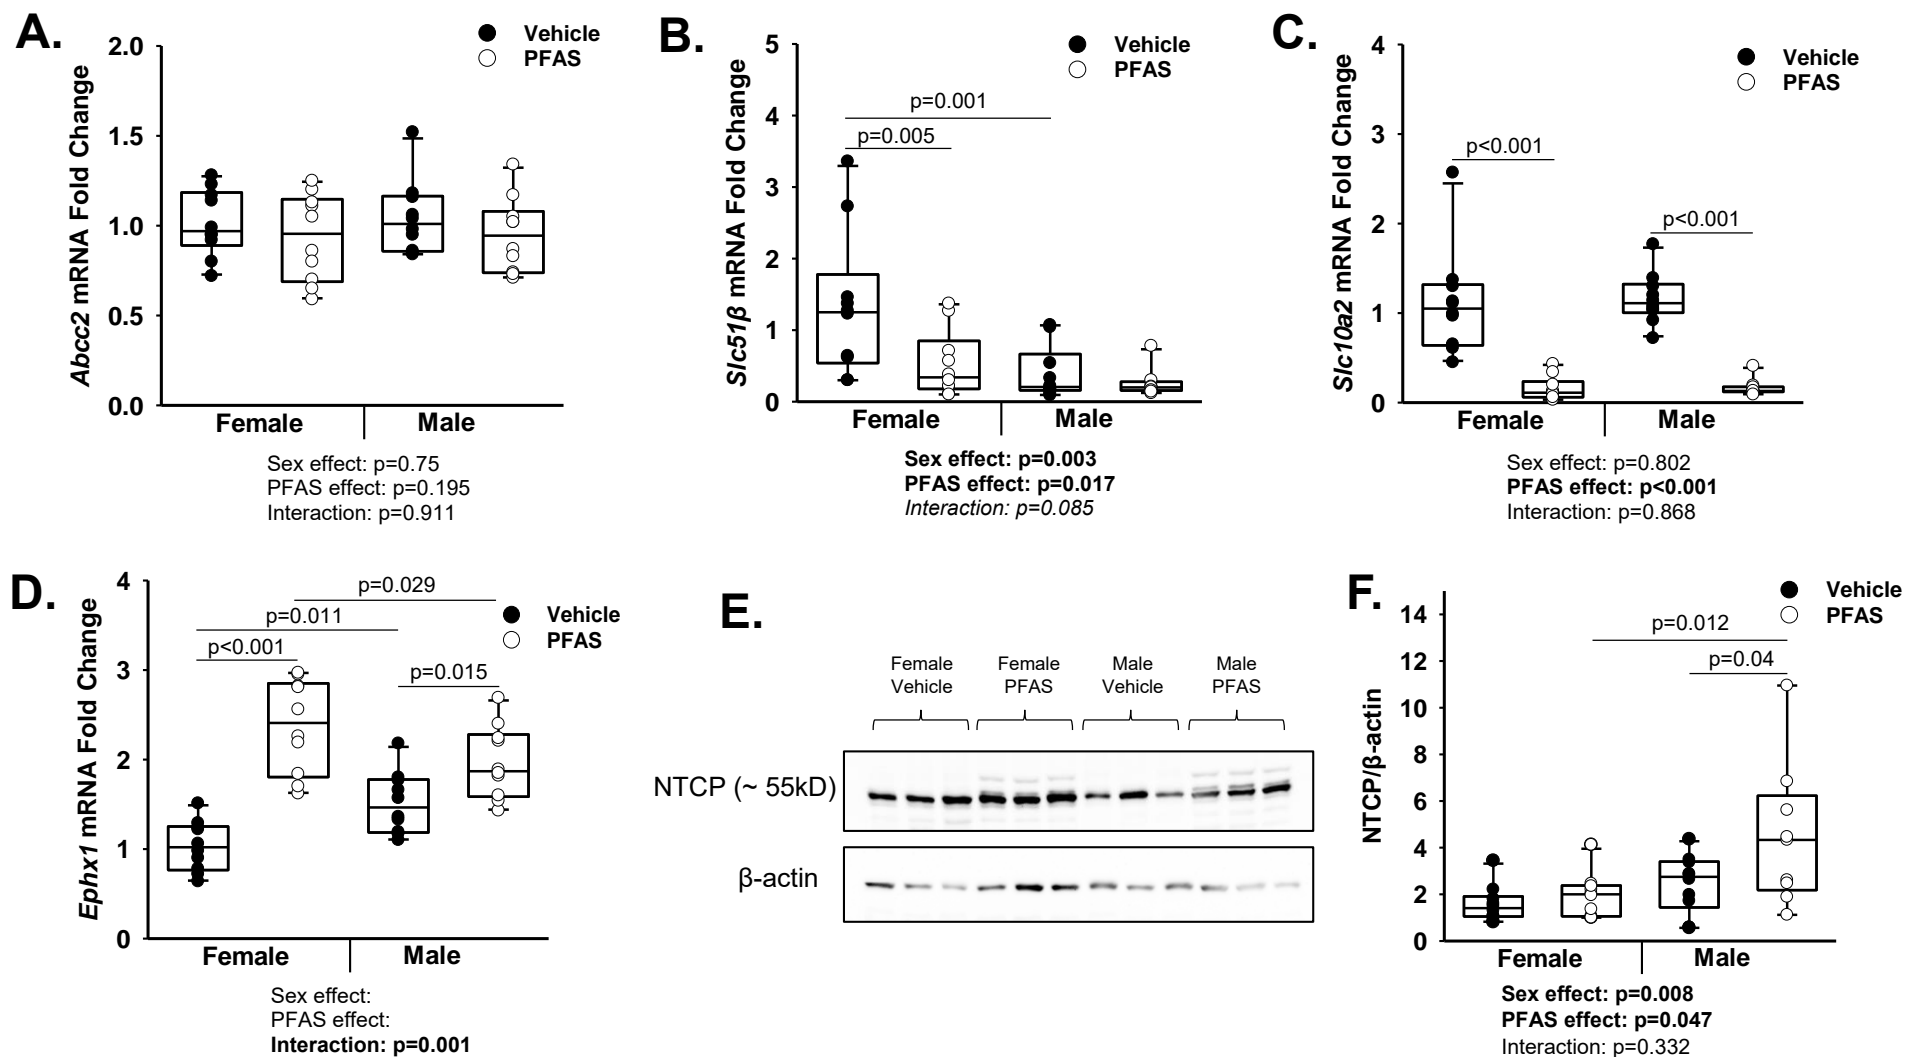 A.
Vehicle
PFAS
Abcc2 mRNA Fold Change
2.0
1.5
1.0
0.5
0.0
Female
Male
Sex effect: p=0.75
PFAS effect: p=0.195
Interaction: p=0.911
B.
Vehicle
PFAS
Slc51β mRNA Fold Change
5
4
3
2
1
0
p=0.001
p=0.005
Female
Male
Sex effect: p=0.003
PFAS effect: p=0.017
Interaction: p=0.085
C.
Vehicle
PFAS
Slc10a2 mRNA Fold Change
4
3
2
1
0
p<0.001
p<0.001
Female
Male
Sex effect: p=0.802
PFAS effect: p<0.001
Interaction: p=0.868
D.
Vehicle
PFAS
Ephx1 mRNA Fold Change
4
3
2
1
0
p=0.029
p=0.011
p<0.001
p=0.015
Female
Male
Sex effect:
PFAS effect:
Interaction: p=0.001
E.
Female
Vehicle
Female
PFAS
Male
Vehicle
Male
PFAS
NTCP (~ 55kD)
β-actin
F.
Vehicle
PFAS
NTCP/β-actin
14
12
10
8
6
4
2
0
p=0.012
p=0.04
Female
Male
Sex effect: p=0.008
PFAS effect: p=0.047
Interaction: p=0.332